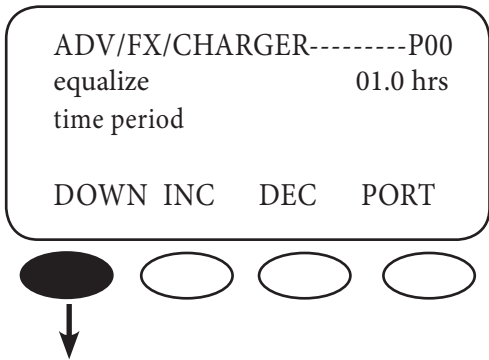 ADV/FX/CHARGER---------P00
equalize 01.0 hrs
time period
DOWN INC DEC PORT